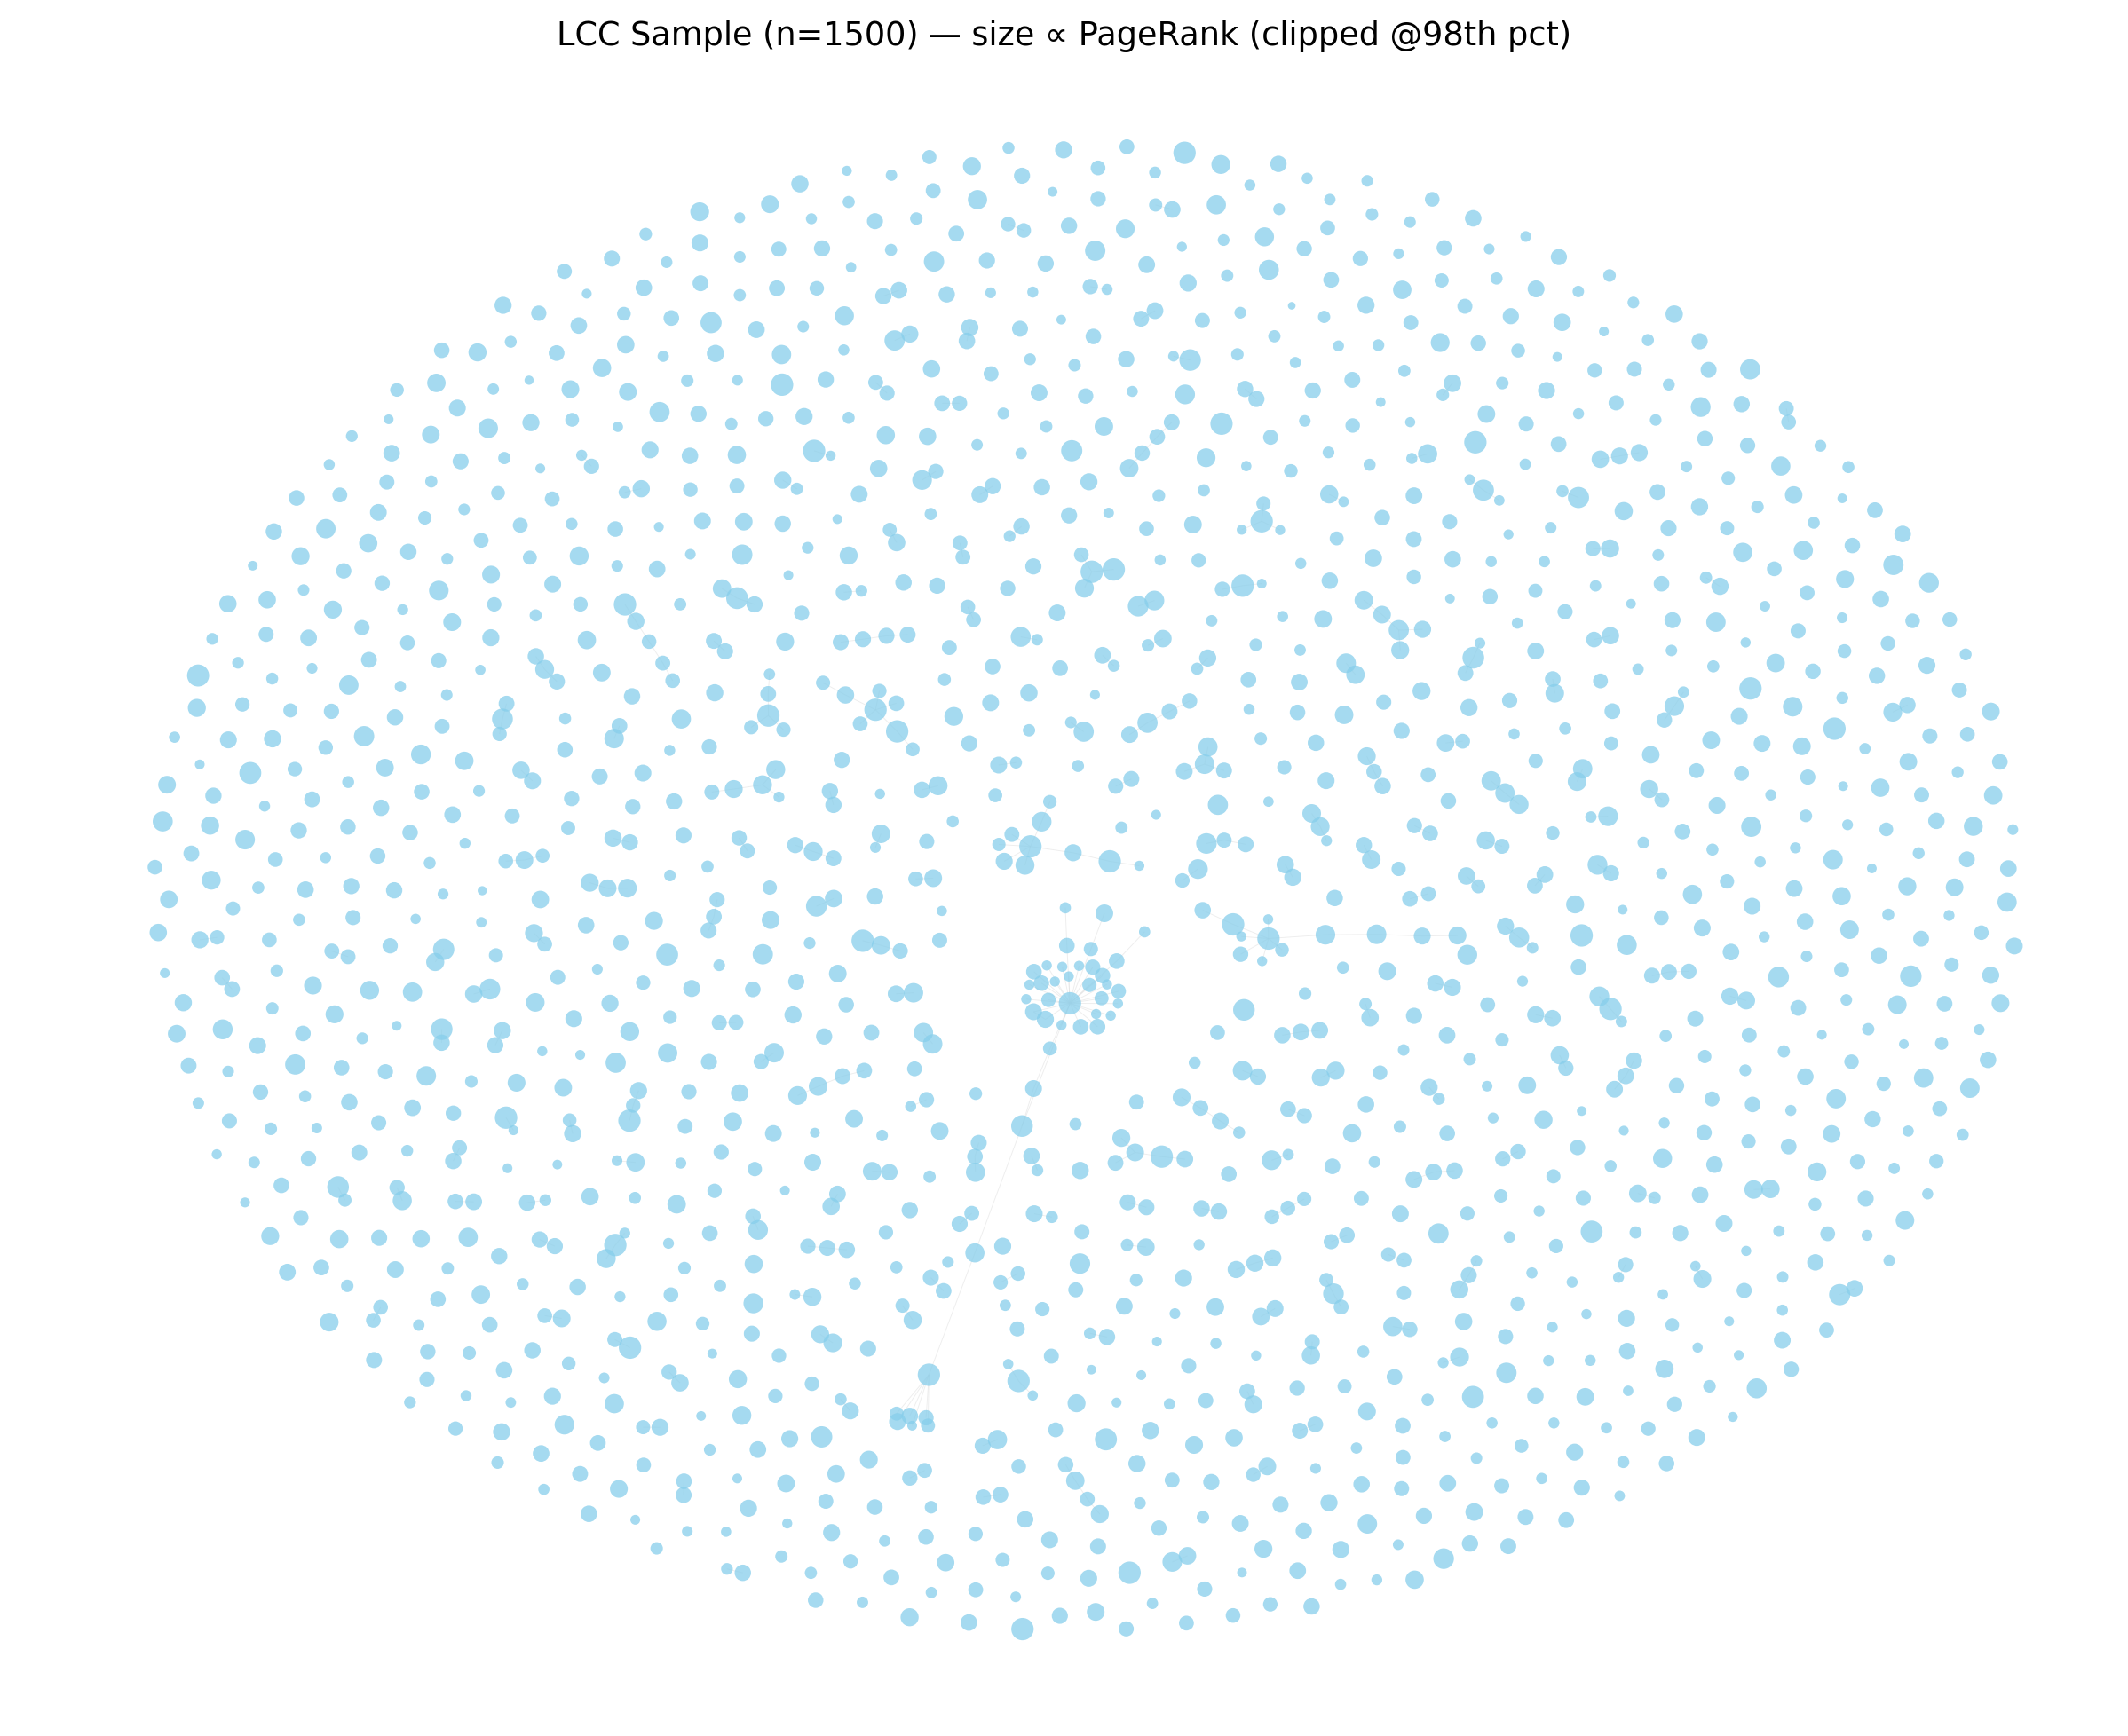 LCC Sample (n=1500) — size ∝ PageRank (clipped @98th pct)